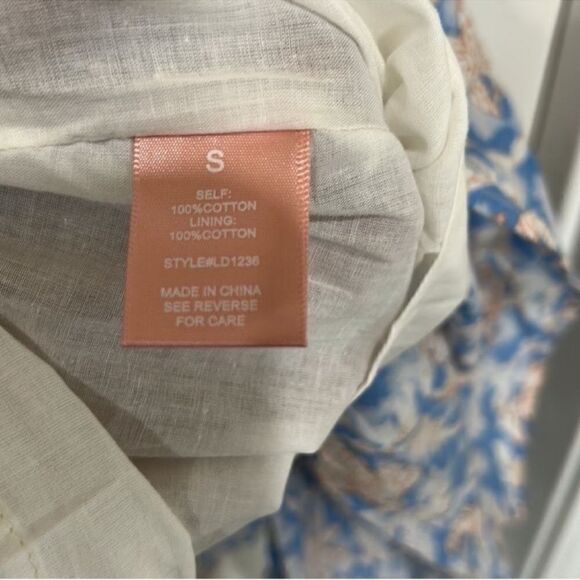 S
SELF:
100%COTTON
LINING:
100%COTTON
STYLE#LD1236
MADE IN CHINA
SEE REVERSE
FOR CARE